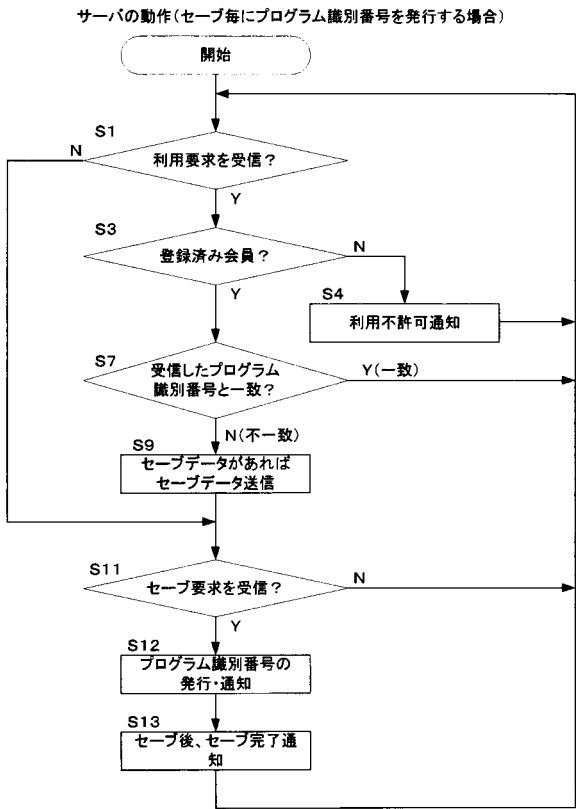 サーバの動作(セーブ毎にプログラム識別番号を発行する場合)
開始
S1
N
利用要求を受信?
Y
S3
登録済み会員?
N
Y
S4
利用不許可通知
S7
受信したプログラム
識別番号と一致?
Y(一致)
N(不一致)
S9
セーブデータがあれば
セーブデータ送信
S11
セーブ要求を受信?
N
Y
S12
プログラム識別番号の
発行・通知
S13
セーブ後、セーブ完了通
知